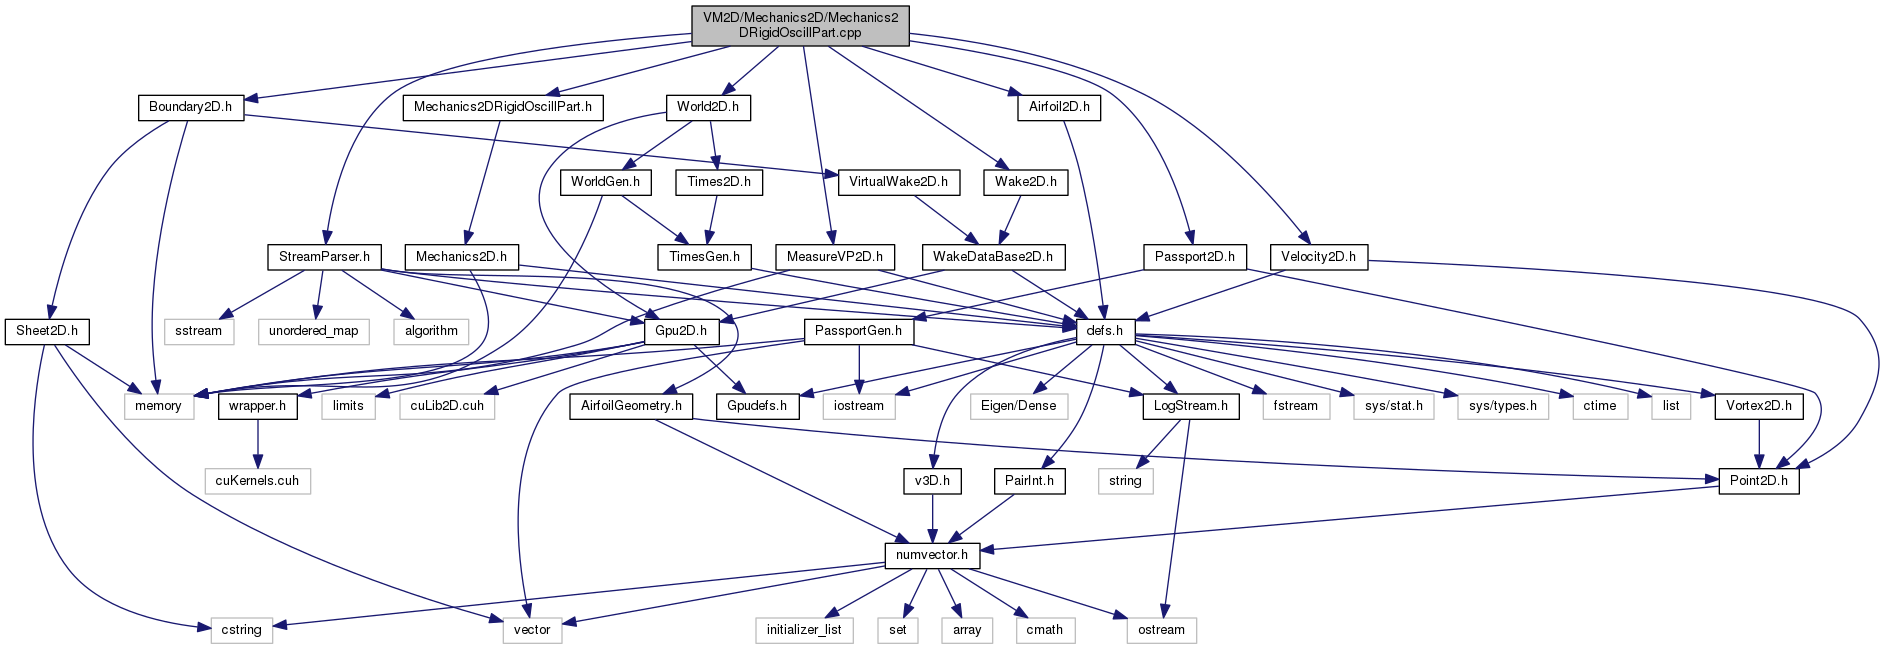 VM2D/Mechanics2D/Mechanics2
DRigidOscillPart.cpp
Boundary2D.h
Mechanics2DRigidOscillPart.h
World2D.h
Airfoil2D.h
WorldGen.h
Times2D.h
VirtualWake2D.h
Wake2D.h
StreamParser.h
Mechanics2D.h
TimesGen.h
MeasureVP2D.h
WakeDataBase2D.h
Passport2D.h
Velocity2D.h
Sheet2D.h
sstream
unordered_map
algorithm
Gpu2D.h
PassportGen.h
defs.h
memory
wrapper.h
limits
cuLib2D.cuh
AirfoilGeometry.h
Gpudefs.h
iostream
Eigen/Dense
LogStream.h
fstream
sys/stat.h
sys/types.h
ctime
list
Vortex2D.h
cuKernels.cuh
v3D.h
PairInt.h
string
Point2D.h
numvector.h
cstring
vector
initializer_list
set
array
cmath
ostream